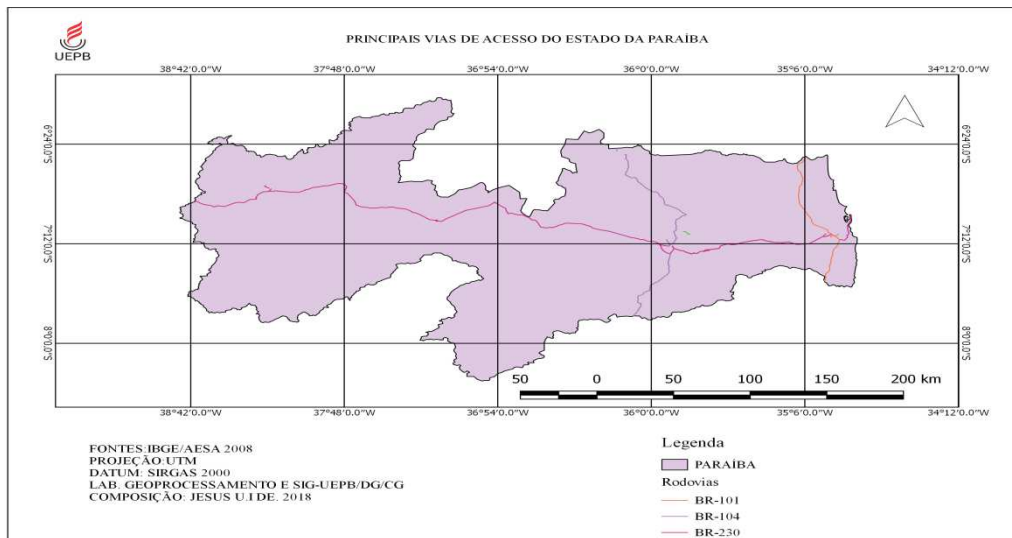 UEPB
PRINCIPAIS VIAS DE ACESSO DO ESTADO DA PARAÍBA
38°42'0.0"W 37°48'0.0"W 36°54'0.0"W 36°0'0.0"W 35°6'0.0"W 34°12'0.0"W
6°24'0.0"S 6°24'0.0"S
7°12'0.0"S 7°12'0.0"S
8°0'0.0"S 8°0'0.0"S
50 0 50 100 150 200 km
38°42'0.0"W 37°48'0.0"W 36°54'0.0"W 36°0'0.0"W 35°6'0.0"W 34°12'0.0"W
FONTES:IBGE/AESA 2008
PROJEÇÃO:UTM
DATUM: SIRGAS 2000
LAB. GEOPROCESSAMENTO E SIG-UEPB/DG/CG
COMPOSIÇÃO: JESUS U.I DE. 2018
Legenda
PARAÍBA
Rodovias
BR-101
BR-104
BR-230